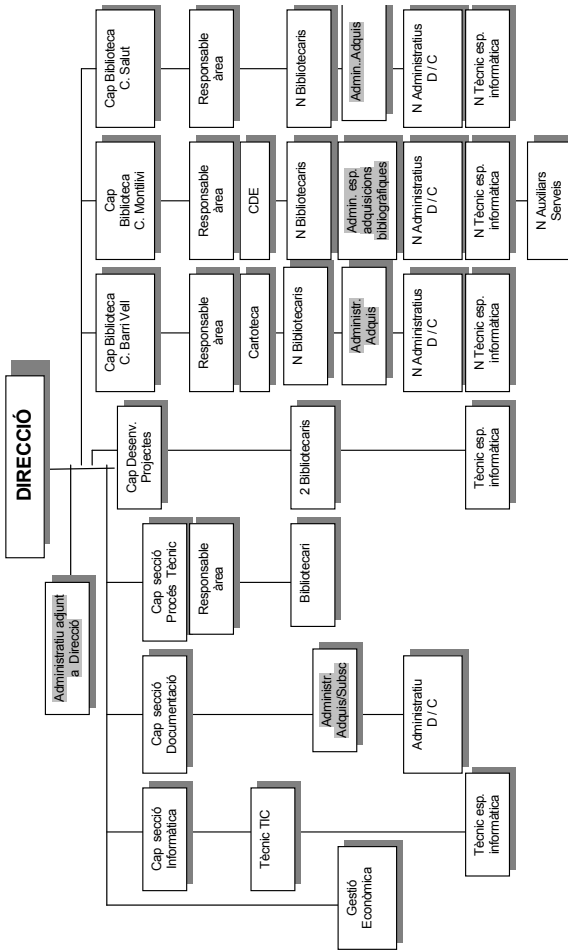 DIRECCIÓ
Administratiu adjunt
a Direcció
Gestió
Econòmica
Cap secció
Informàtica
Tècnic TIC
Tècnic esp.
informàtica
Cap secció
Documentació
Administr.
Adquis/Subsc
Administratiu
D / C
Cap secció
Procés Tècnic
Responsable
àrea
Bibliotecari
Cap Desenv.
Projectes
2 Bibliotecaris
Tècnic esp.
informàtica
Cap Biblioteca
C. Barri Vell
Responsable
àrea
Cartoteca
N Bibliotecaris
Administr.
Adquis
N Administratius
D / C
N Tècnic esp.
informàtica
Cap
Biblioteca
C. Montilivi
Responsable
àrea
CDE
N Bibliotecaris
Admin. esp.
adquisicions
bibliogràfiques
N Administratius
D / C
N Tècnic esp.
informàtica
N Auxiliars
Serveis
Cap Biblioteca
C. Salut
Responsable
àrea
N Bibliotecaris
Admin..Adquis
N Administratius
D / C
N Tècnic esp.
informàtica